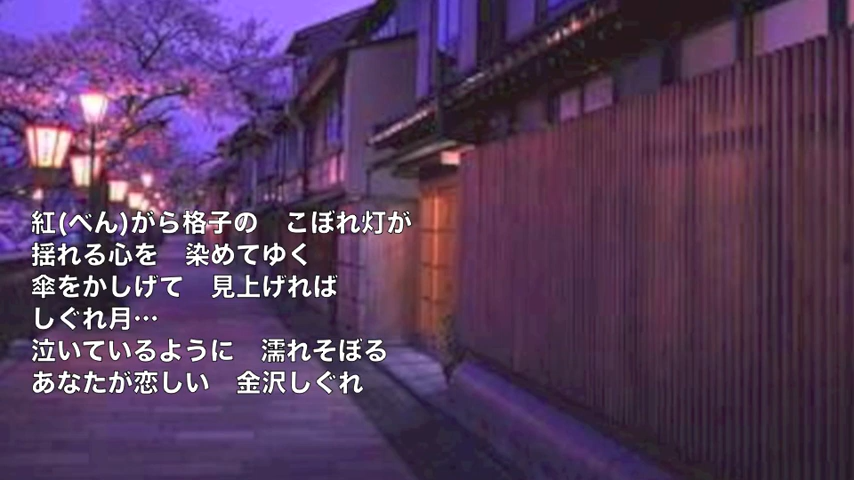 紅(べん)がら格子の　こぼれ灯が
揺れる心を　染めてゆく
傘をかしげて　見上げれば
しぐれ月…
泣いているように　濡れそぼる
あなたが恋しい　金沢しぐれ